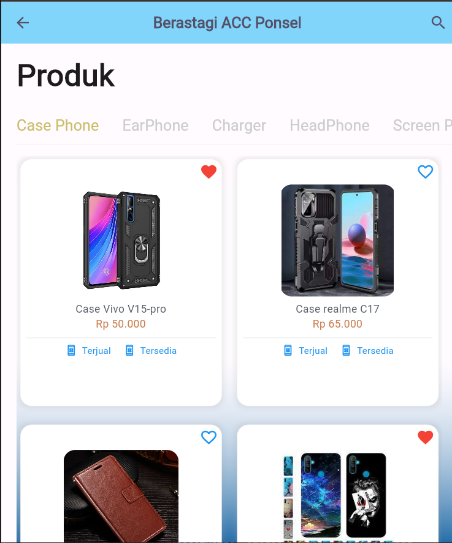 Berastagi ACC Ponsel
Produk
Case Phone EarPhone Charger HeadPhone Screen P
Case Vivo V15-pro
Rp 50.000
Terjual Tersedia
Case realme C17
Rp 65.000
Terjual Tersedia